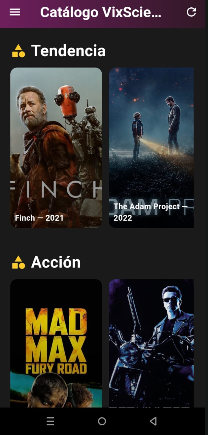 Catálogo VixScie...
Tendencia
FINCH
Finch — 2021
The Adam Project —
2022
Acción
MAD
MAX
FURY ROAD